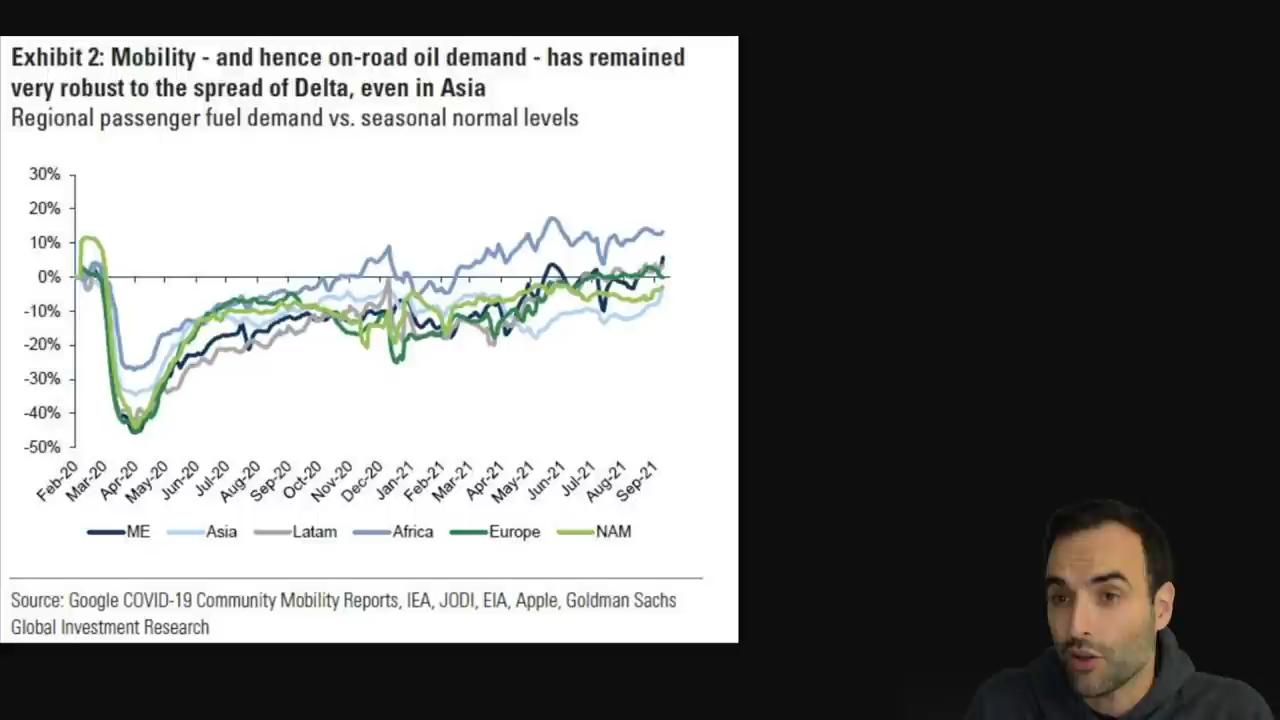 Exhibit 2: Mobility - and hence on-road oil demand - has remained
very robust to the spread of Delta, even in Asia
Regional passenger fuel demand vs. seasonal normal levels
30%
20%
10%
0%
-10%
-20%
-30%
-40%
-50%
Feb-20 Mar-20 Apr-20 May-20 Jun-20 Jul-20 Aug-20 Sep-20 Oct-20 Nov-20 Dec-20 Jan-21 Feb-21 Mar-21 Apr-21 May-21 Jun-21 Jul-21 Aug-21 Sep-21
ME Asia Latam Africa Europe NAM
Source: Google COVID-19 Community Mobility Reports, IEA, JODI, EIA, Apple, Goldman Sachs
Global Investment Research